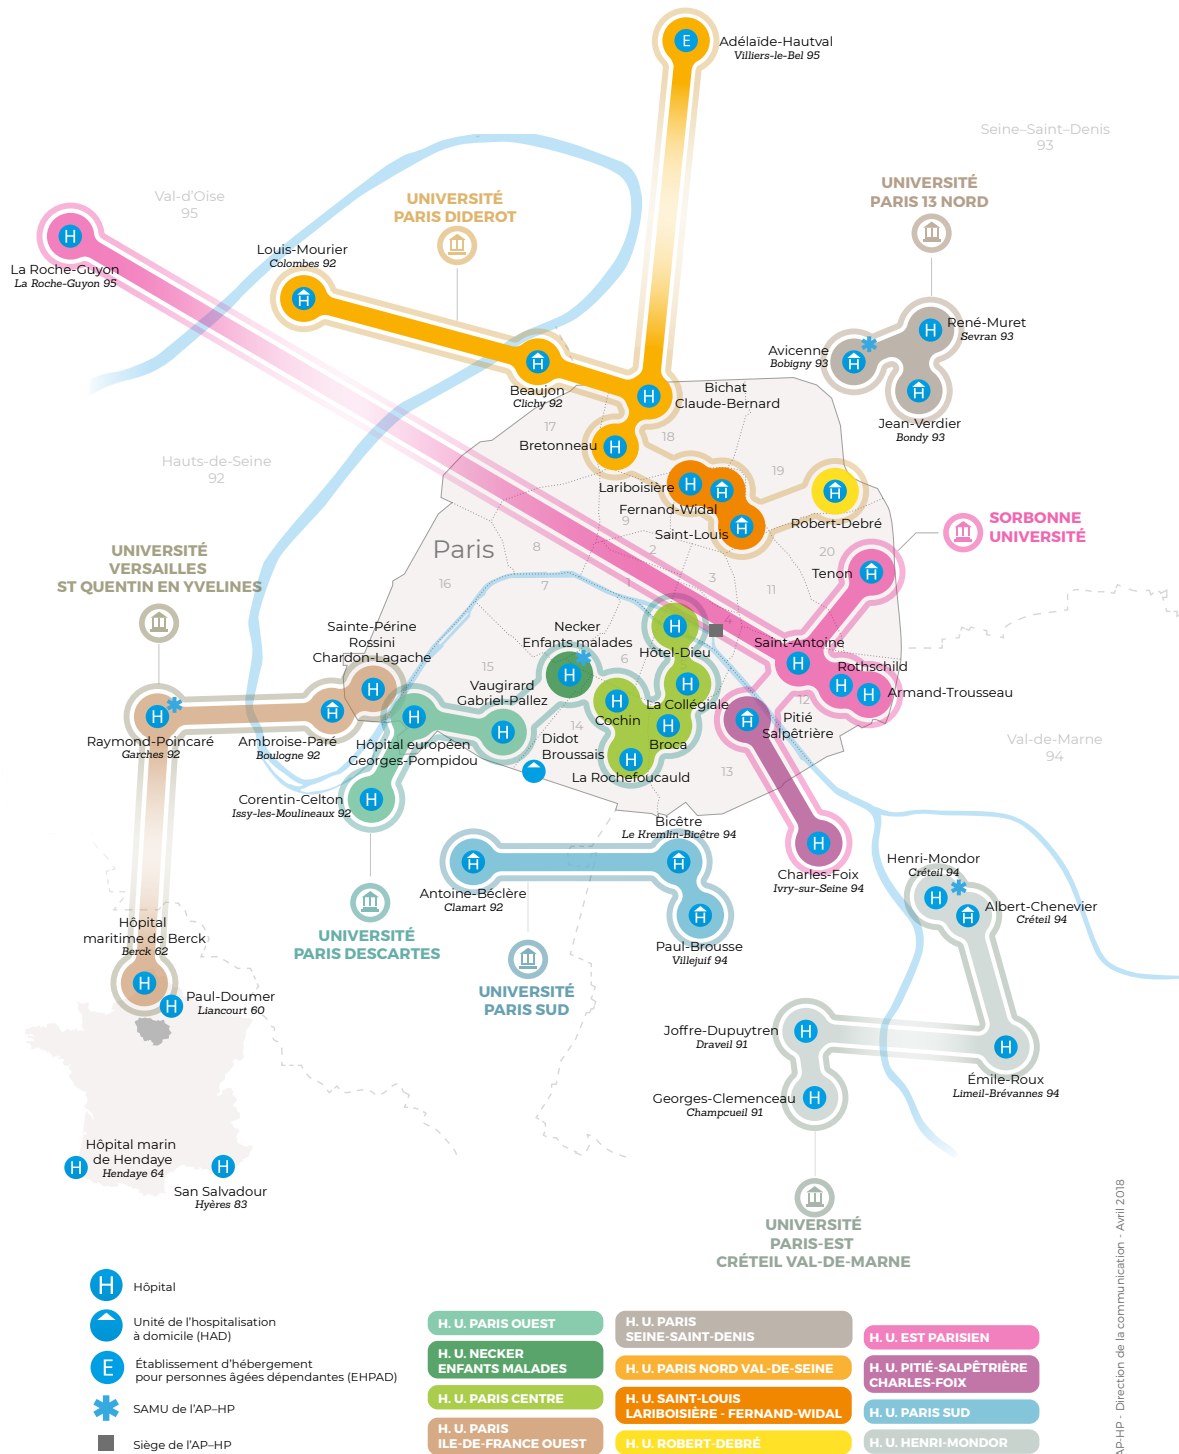 Adélaïde-Hautval
Villiers-le-Bel 95
Seine–Saint–Denis
93
Val-d'Oise
95
UNIVERSITÉ
PARIS DIDEROT
UNIVERSITÉ
PARIS 13 NORD
La Roche-Guyon
La Roche-Guyon 95
Louis-Mourier
Colombes 92
René-Muret
Sevran 93
Avicenne
Bobigny 93
Beaujon
Clichy 92
Bichat
Claude-Bernard
Jean-Verdier
Bondy 93
17
18
Bretonneau
Hauts-de-Seine
92
19
Lariboisière
Fernand-Widal
Saint-Louis
Robert-Debré
9
SORBONNE
UNIVERSITÉ
Paris
8
2
20
Tenon
UNIVERSITÉ
VERSAILLES
ST QUENTIN EN YVELINES
16
7
1
3
11
4
Sainte-Périne
Rossini
Chardon-Lagache
Necker
Enfants malades
Hôtel-Dieu
Saint-Antoine
Rothschild
Armand-Trousseau
15
6
5
12
Vaugirard
Gabriel-Pallez
La Collégiale
Cochin
14
Pitié
Salpêtrière
Raymond-Poincaré
Garches 92
Ambroise-Paré
Boulogne 92
Hôpital européen
Georges-Pompidou
Didot
Broussais
Broca
La Rochefoucauld
13
Val-de-Marne
94
Corentin-Celton
Issy-les-Moulineaux 92
Bicêtre
Le Kremlin-Bicêtre 94
Antoine-Béclère
Clamart 92
Charles-Foix
Ivry-sur-Seine 94
Henri-Mondor
Créteil 94
Albert-Chenevier
Créteil 94
Hôpital
maritime de Berck
Berck 62
UNIVERSITÉ
PARIS DESCARTES
Paul-Brousse
Villejuif 94
UNIVERSITÉ
PARIS SUD
Paul-Doumer
Liancourt 60
Joffre-Dupuytren
Draveil 91
Émile-Roux
Limeil-Brévannes 94
Georges-Clemenceau
Champcueil 91
Hôpital marin
de Hendaye
Hendaye 64
San Salvadour
Hyères 83
UNIVERSITÉ
PARIS-EST
CRÉTEIL VAL-DE-MARNE
H Hôpital
Unité de l'hospitalisation
à domicile (HAD)
E Établissement d'hébergement
pour personnes âgées dépendantes (EHPAD)
SAMU de l'AP–HP
Siège de l'AP–HP
H. U. PARIS OUEST
H. U. NECKER
ENFANTS MALADES
H. U. PARIS CENTRE
H. U. PARIS
ILE-DE-FRANCE OUEST
H. U. PARIS
SEINE-SAINT-DENIS
H. U. PARIS NORD VAL-DE-SEINE
H. U. SAINT-LOUIS
LARIBOISIÈRE - FERNAND-WIDAL
H. U. ROBERT-DEBRÉ
H. U. EST PARISIEN
H. U. PITIÉ-SALPÊTRIÈRE
CHARLES-FOIX
H. U. PARIS SUD
H. U. HENRI-MONDOR
AP-HP - Direction de la communication - Avril 2018